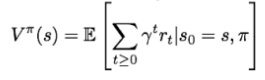 V^π(s) = 𝔼 [ ∑_{t≥0} γ^t r_t | s_0 = s, π ]